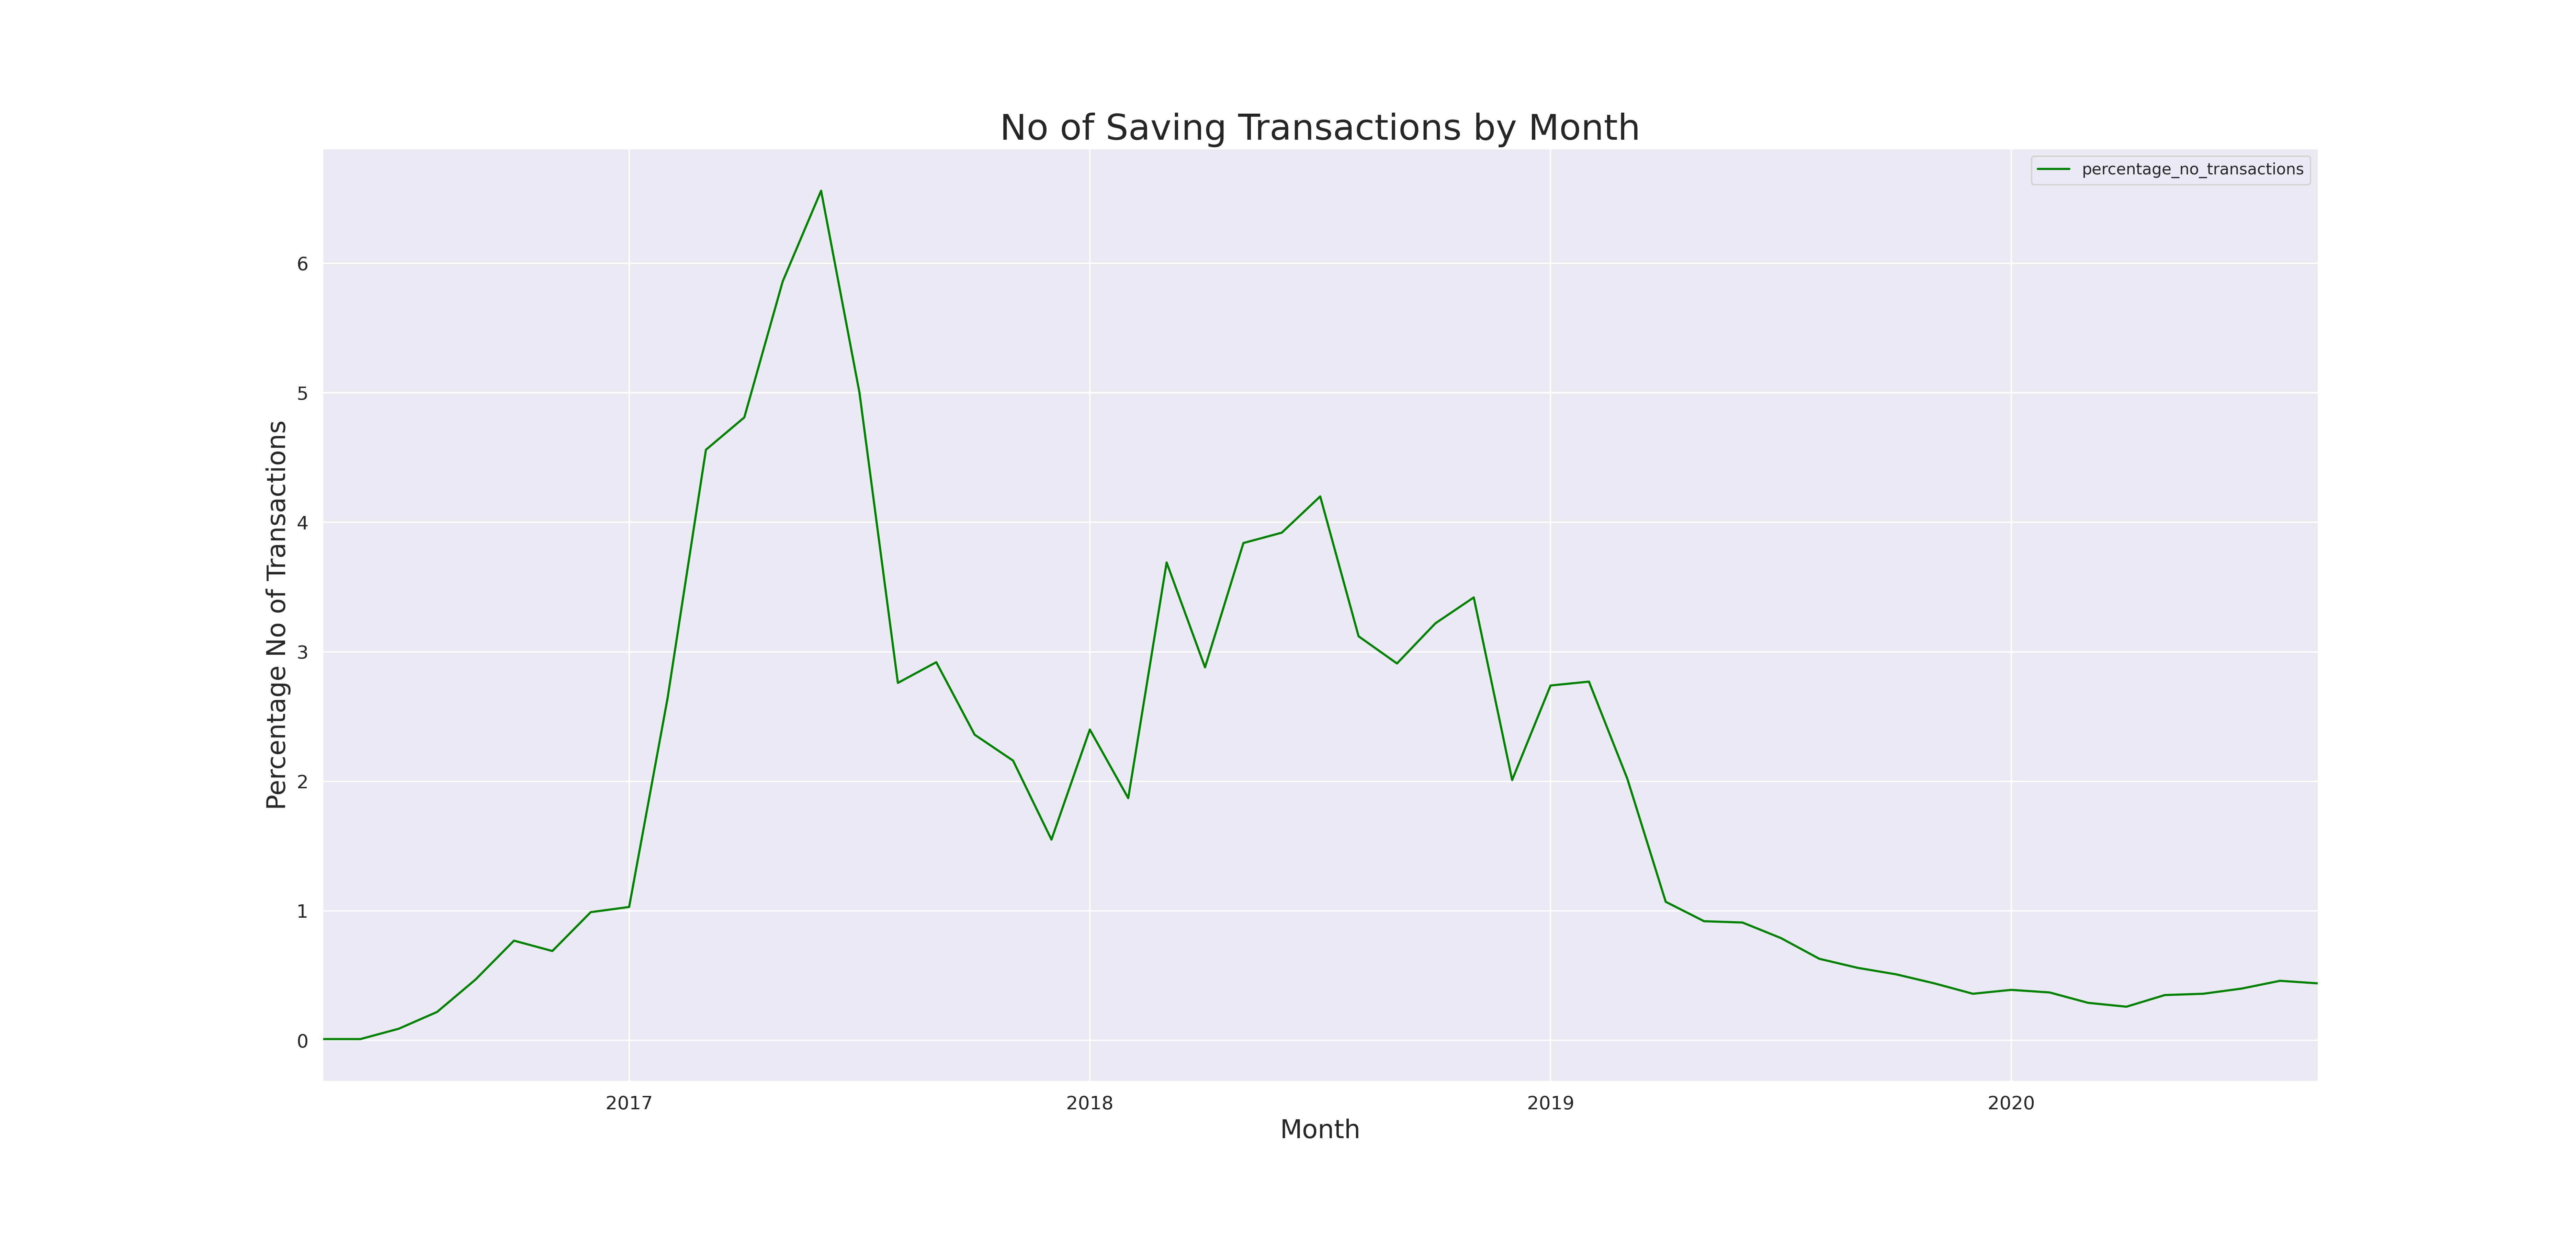 No of Saving Transactions by Month
percentage_no_transactions
Percentage No of Transactions
6
5
4
3
2
1
0
2017 2018 2019 2020
Month